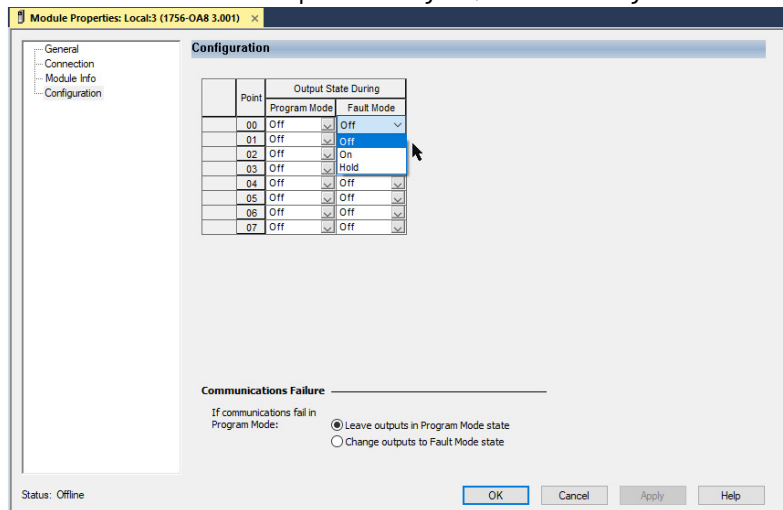 Module Properties: Local:3 (1756-OA8 3.001) ×
General
Connection
Module Info
Configuration
Configuration
Point
Output State During
Program Mode Fault Mode
00 Off Off
01 Off Off
02 Off On
03 Off Hold
04 Off Off
05 Off Off
06 Off Off
07 Off Off
Communications Failure
If communications fail in
Program Mode:
Leave outputs in Program Mode state
Change outputs to Fault Mode state
Status: Offline
OK Cancel Apply Help